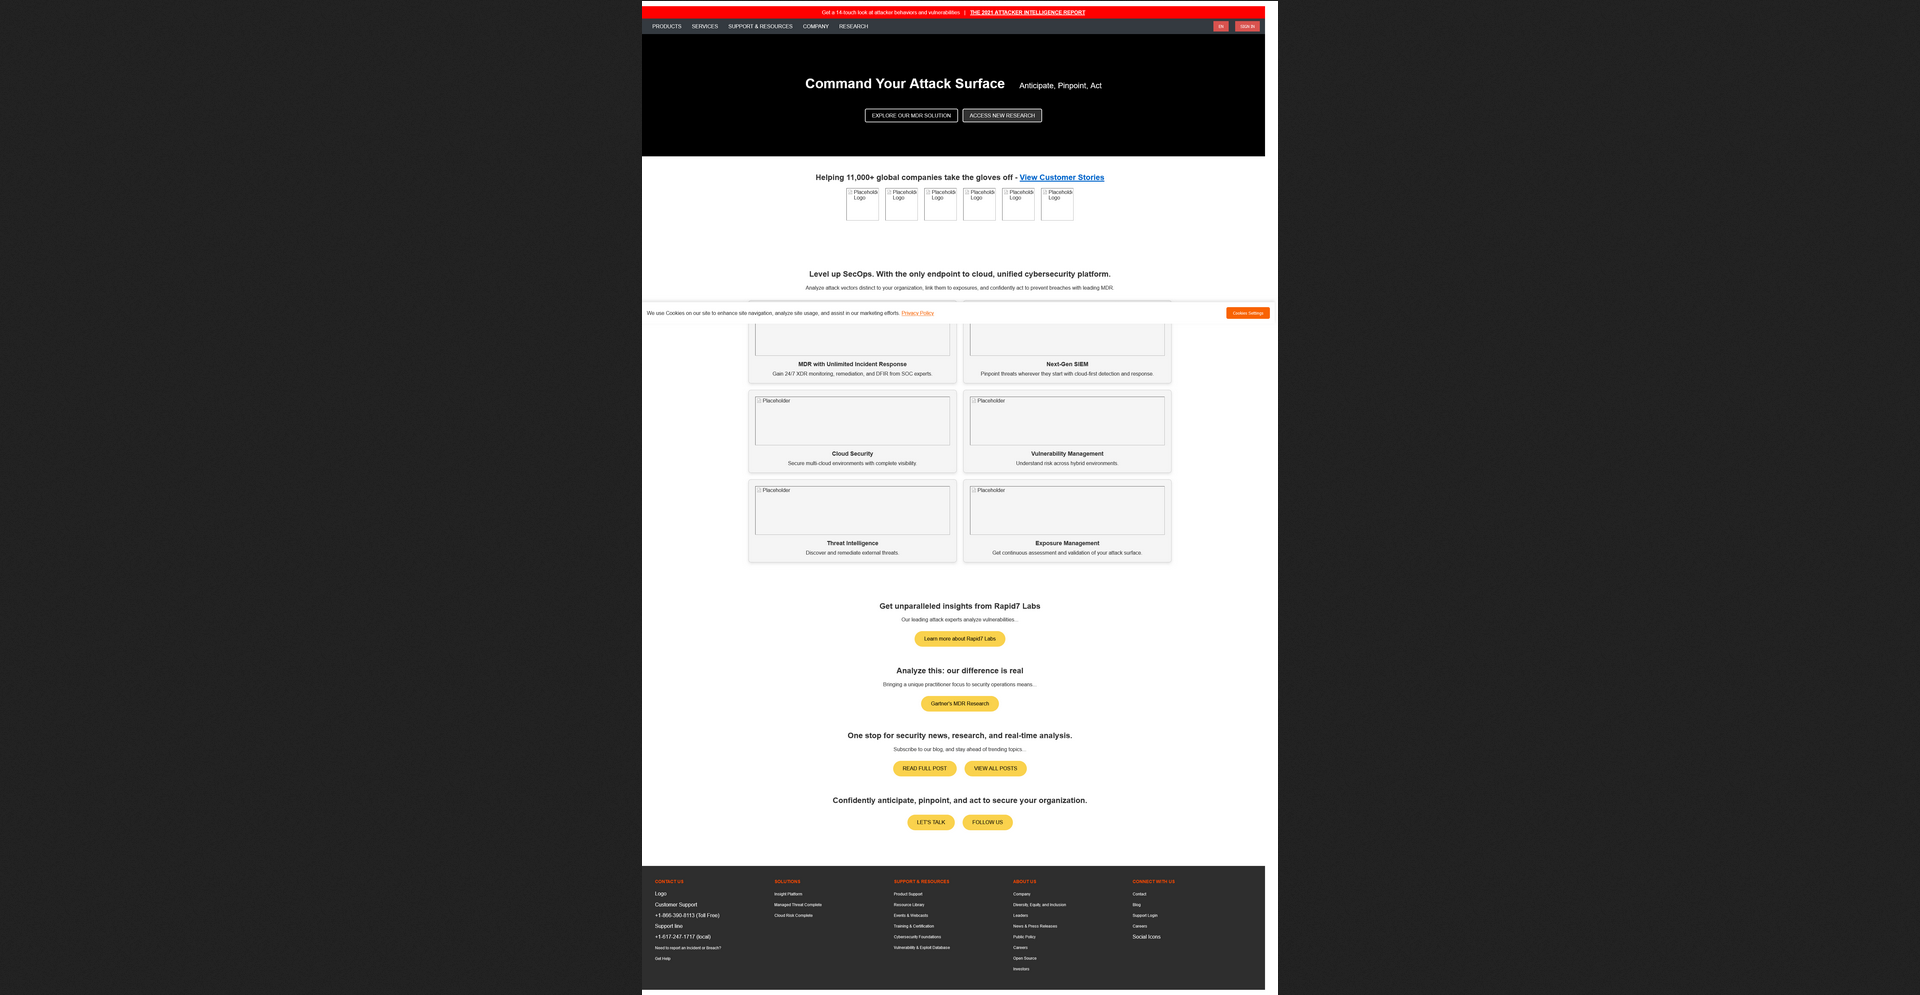 Get a 14-touch look at attacker behaviors and vulnerabilities | THE 2021 ATTACKER INTELLIGENCE REPORT
PRODUCTS SERVICES SUPPORT & RESOURCES COMPANY RESEARCH EN SIGN IN
Command Your Attack Surface Anticipate, Pinpoint, Act
EXPLORE OUR MDR SOLUTION ACCESS NEW RESEARCH
Helping 11,000+ global companies take the gloves off - View Customer Stories
Placeholder Placeholder Placeholder Placeholder Placeholder Placeholder
Logo Logo Logo Logo Logo Logo
Level up SecOps. With the only endpoint to cloud, unified cybersecurity platform.
Analyze attack vectors distinct to your organization, link them to exposures, and confidently act to prevent breaches with leading MDR.
We use Cookies on our site to enhance site navigation, analyze site usage, and assist in our marketing efforts. Privacy Policy Cookies Settings
MDR with Unlimited Incident Response
Gain 24/7 XDR monitoring, remediation, and DFIR from SOC experts.
Next-Gen SIEM
Pinpoint threats wherever they start with cloud-first detection and response.
Placeholder
Cloud Security
Secure multi-cloud environments with complete visibility.
Placeholder
Vulnerability Management
Understand risk across hybrid environments.
Placeholder
Threat Intelligence
Discover and remediate external threats.
Placeholder
Exposure Management
Get continuous assessment and validation of your attack surface.
Get unparalleled insights from Rapid7 Labs
Our leading attack experts analyze vulnerabilities...
Learn more about Rapid7 Labs
Analyze this: our difference is real
Bringing a unique practitioner focus to security operations means...
Gartner's MDR Research
One stop for security news, research, and real-time analysis.
Subscribe to our blog, and stay ahead of trending topics...
READ FULL POST VIEW ALL POSTS
Confidently anticipate, pinpoint, and act to secure your organization.
LET'S TALK FOLLOW US
CONTACT US
Logo
Customer Support
+1-866-390-8113 (Toll Free)
Support line
+1-617-247-1717 (local)
Need to report an Incident or Breach?
Get Help
SOLUTIONS
Insight Platform
Managed Threat Complete
Cloud Risk Complete
SUPPORT & RESOURCES
Product Support
Resource Library
Events & Webcasts
Training & Certification
Cybersecurity Foundations
Vulnerability & Exploit Database
ABOUT US
Company
Diversity, Equity, and Inclusion
Leaders
News & Press Releases
Public Policy
Careers
Open Source
Investors
CONNECT WITH US
Contact
Blog
Support Login
Careers
Social Icons